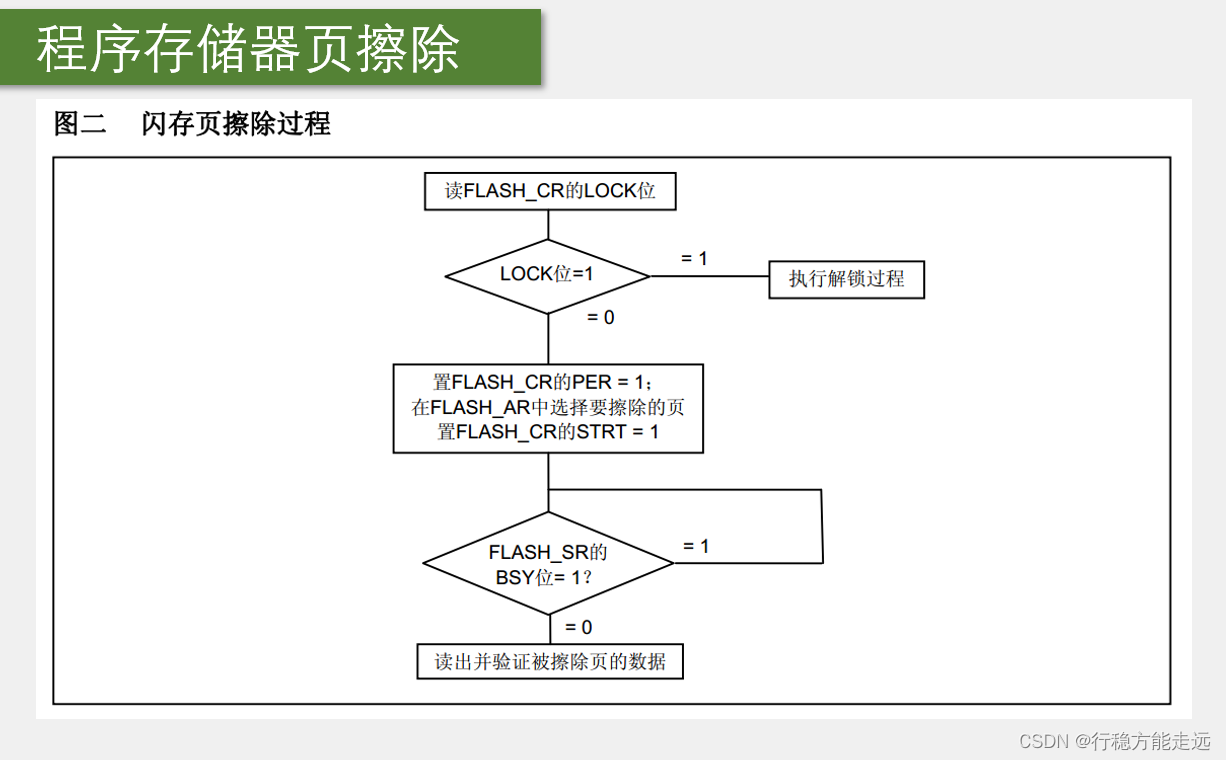 程序存储器页擦除
图二 闪存页擦除过程
读FLASH_CR的LOCK位
LOCK位=1
= 1
执行解锁过程
= 0
置FLASH_CR的PER = 1;
在FLASH_AR中选择要擦除的页
置FLASH_CR的STRT = 1
FLASH_SR的
BSY位= 1?
= 1
= 0
读出并验证被擦除页的数据
CSDN @行稳方能走远